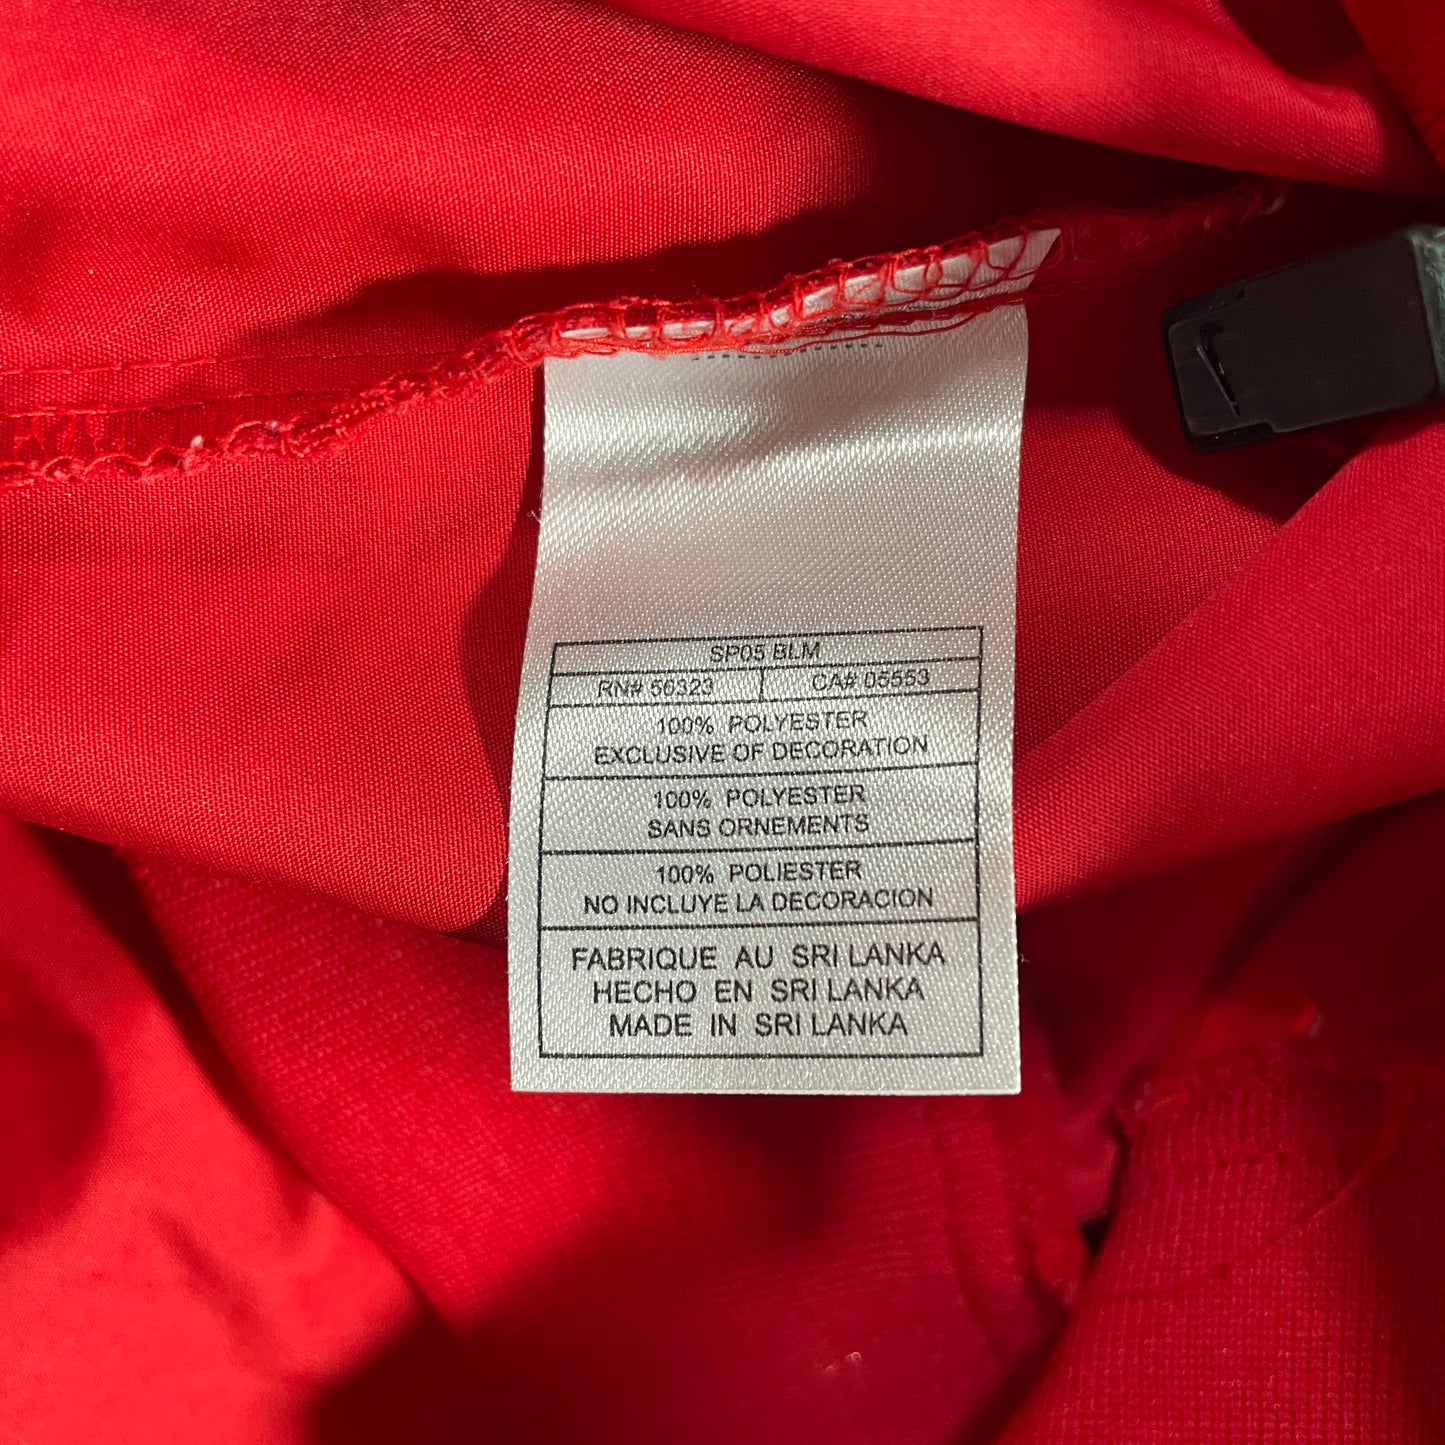 SP05 BLM
RN# 56323 CA# 05553
100% POLYESTER
EXCLUSIVE OF DECORATION
100% POLYESTER
SANS ORNEMENTS
100% POLIESTER
NO INCLUYE LA DECORACION
FABRIQUE AU SRI LANKA
HECHO EN SRI LANKA
MADE IN SRI LANKA